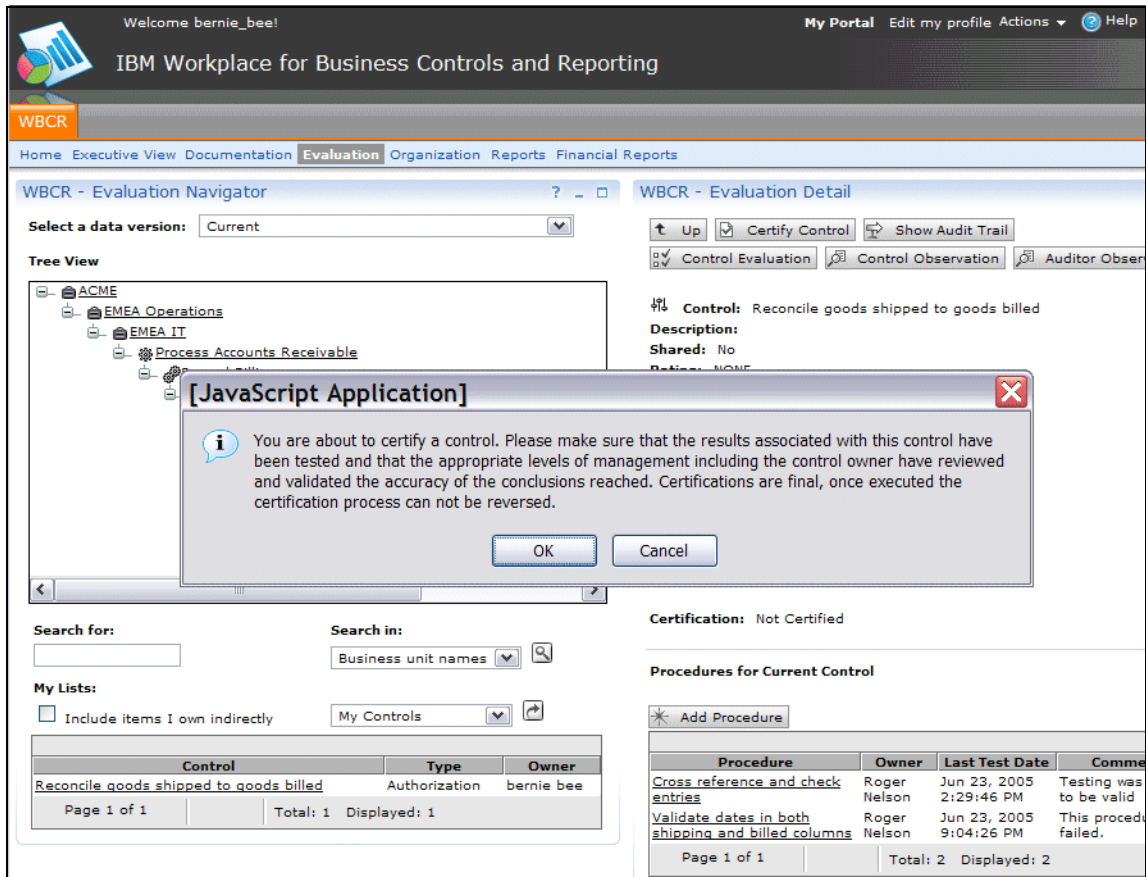 Welcome bernie_bee!
My Portal Edit my profile Actions Help
IBM Workplace for Business Controls and Reporting
WBCR
Home Executive View Documentation Evaluation Organization Reports Financial Reports
WBCR - Evaluation Navigator
?
Select a data version: Current
Tree View
ACME
EMEA Operations
EMEA IT
Process Accounts Receivable
WBCR - Evaluation Detail
Up Certify Control Show Audit Trail
Control Evaluation Control Observation Auditor Obser
Control: Reconcile goods shipped to goods billed
Description:
Shared: No
Rating: NONE
[JavaScript Application]
You are about to certify a control. Please make sure that the results associated with this control have
been tested and that the appropriate levels of management including the control owner have reviewed
and validated the accuracy of the conclusions reached. Certifications are final, once executed the
certification process can not be reversed.
OK Cancel
Search for:
Search in:
Business unit names
My Lists:
Include items I own indirectly
My Controls
Control Type Owner
Reconcile goods shipped to goods billed Authorization bernie bee
Page 1 of 1 Total: 1 Displayed: 1
Certification: Not Certified
Procedures for Current Control
Add Procedure
Procedure Owner Last Test Date Comme
Cross reference and check Roger Jun 23, 2005 Testing was
entries Nelson 2:29:46 PM to be valid
Validate dates in both Roger Jun 23, 2005 This procedu
shipping and billed columns Nelson 9:04:26 PM failed.
Page 1 of 1 Total: 2 Displayed: 2